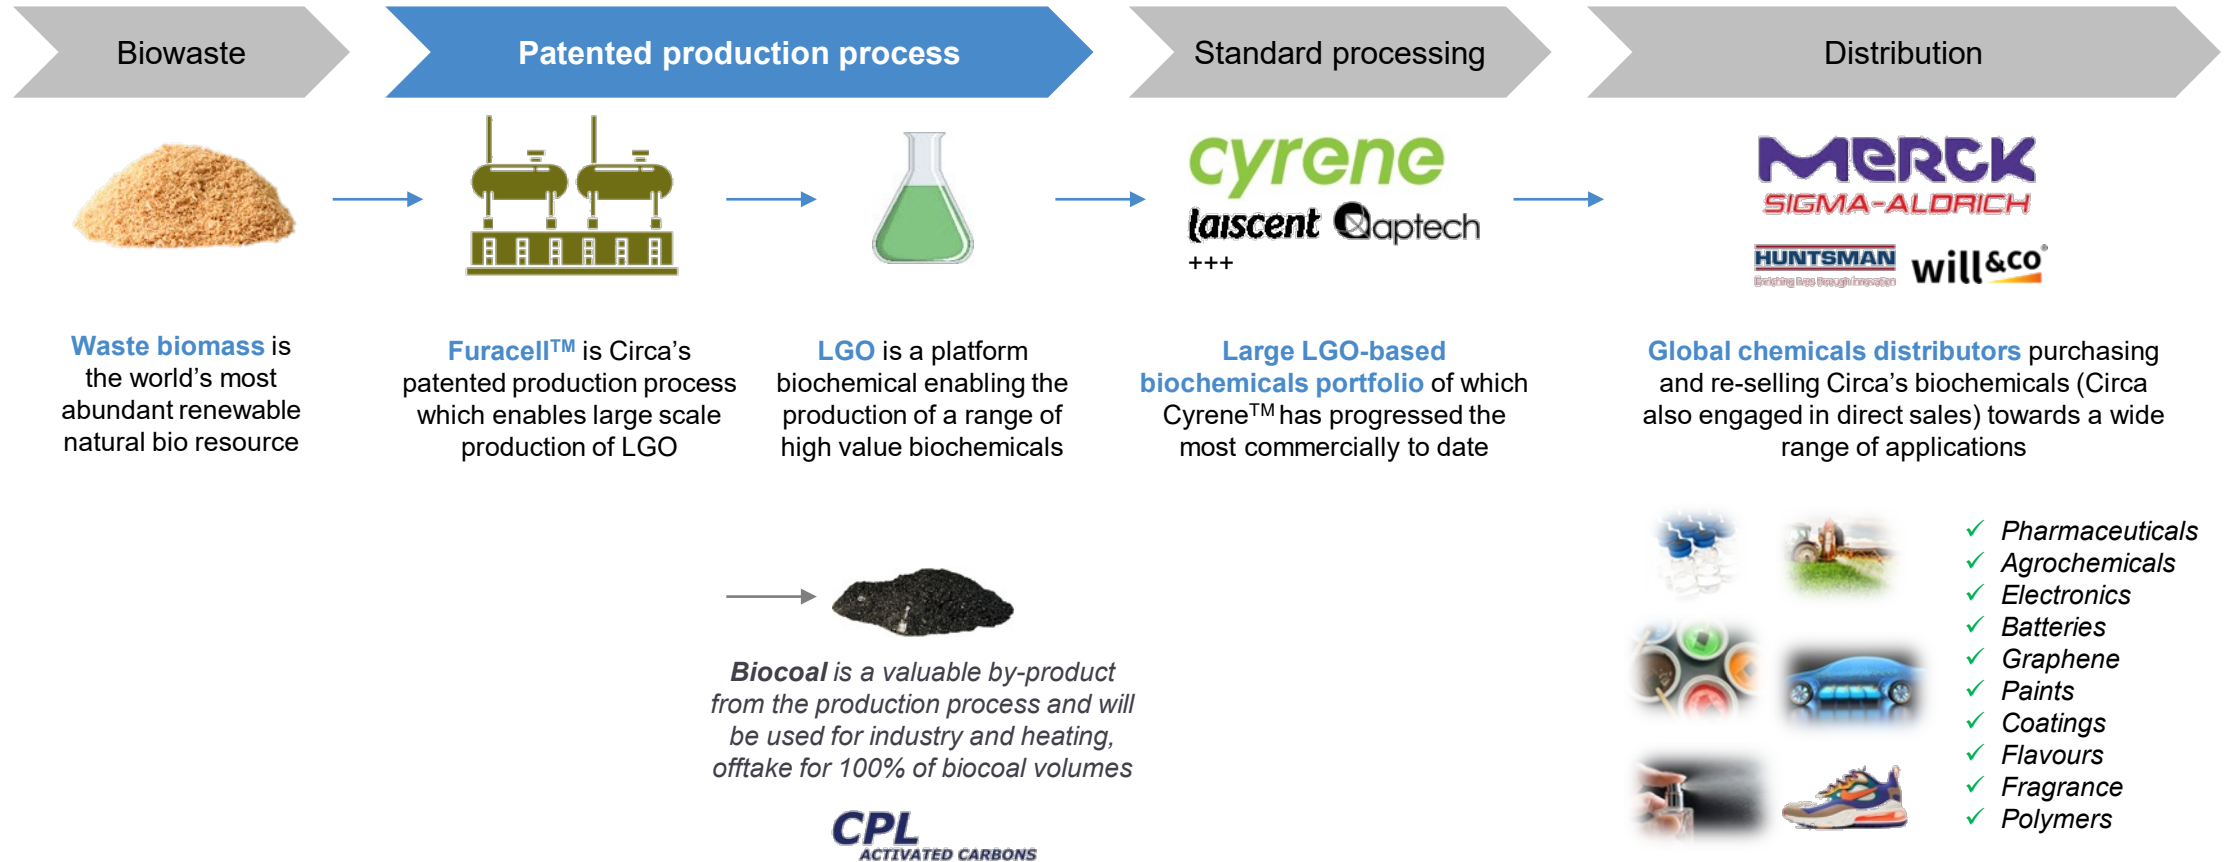 Biowaste
Patented production process
Standard processing
Distribution
cyrene
laiscent aptech
+++
MERCK
SIGMA-ALDRICH
HUNTSMAN
Enriching lives through innovation
will&co
Waste biomass is
the world's most
abundant renewable
natural bio resource
Furacell™ is Circa's
patented production process
which enables large scale
production of LGO
LGO is a platform
biochemical enabling the
production of a range of
high value biochemicals
Large LGO-based
biochemicals portfolio of which
Cyrene™ has progressed the
most commercially to date
Global chemicals distributors purchasing
and re-selling Circa's biochemicals (Circa
also engaged in direct sales) towards a wide
range of applications
Biocoal is a valuable by-product
from the production process and will
be used for industry and heating,
offtake for 100% of biocoal volumes
CPL
ACTIVATED CARBONS
✓ Pharmaceuticals
✓ Agrochemicals
✓ Electronics
✓ Batteries
✓ Graphene
✓ Paints
✓ Coatings
✓ Flavours
✓ Fragrance
✓ Polymers